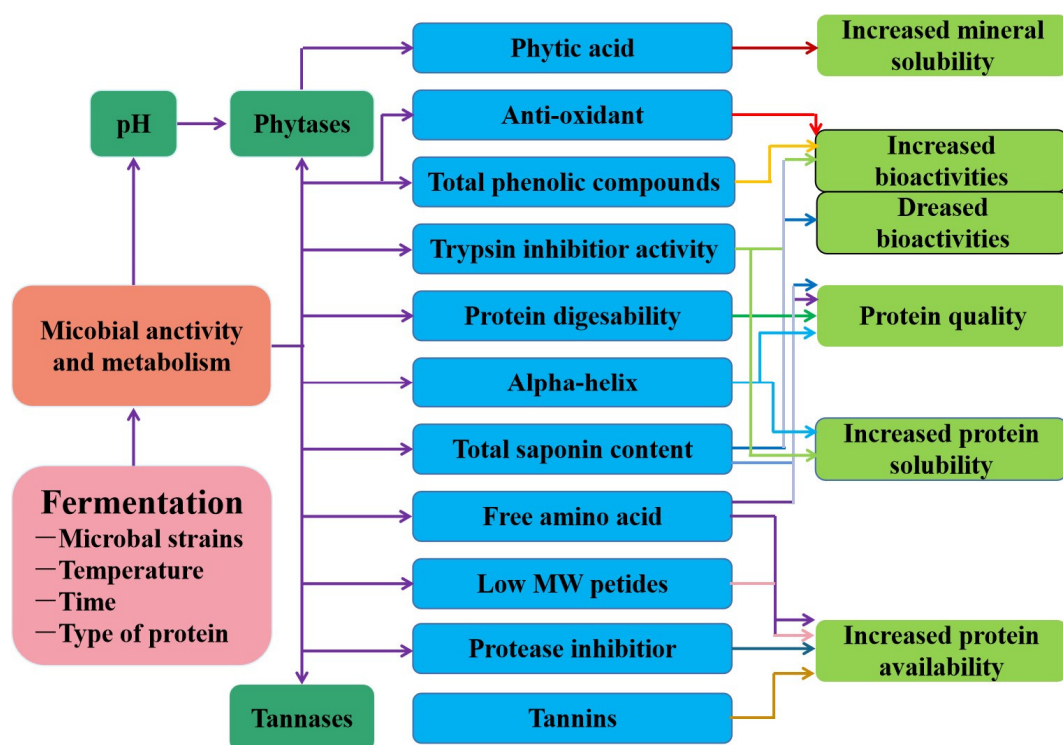 pH
Phytases
Micobial anctivity
and metabolism
Fermentation
—Microbal strains
—Temperature
—Time
—Type of protein
Tannases
Phytic acid
Anti-oxidant
Total phenolic compounds
Trypsin inhibitior activity
Protein digesability
Alpha-helix
Total saponin content
Free amino acid
Low MW petides
Protease inhibitior
Tannins
Increased mineral
solubility
Increased
bioactivities
Dreased
bioactivities
Protein quality
Increased protein
solubility
Increased protein
availability